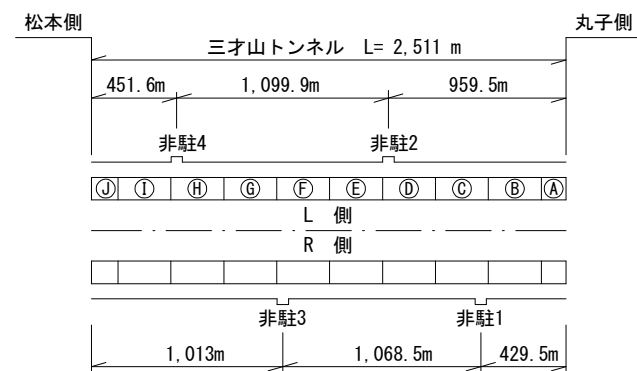 松本側 丸子側
三才山トンネル L= 2,511 m
451.6m 1,099.9m 959.5m
非駐4 非駐2
Ⓙ Ⓘ Ⓗ Ⓖ Ⓕ Ⓔ Ⓓ Ⓒ Ⓑ Ⓐ
L 側
R 側
非駐3 非駐1
1,013m 1,068.5m 429.5m